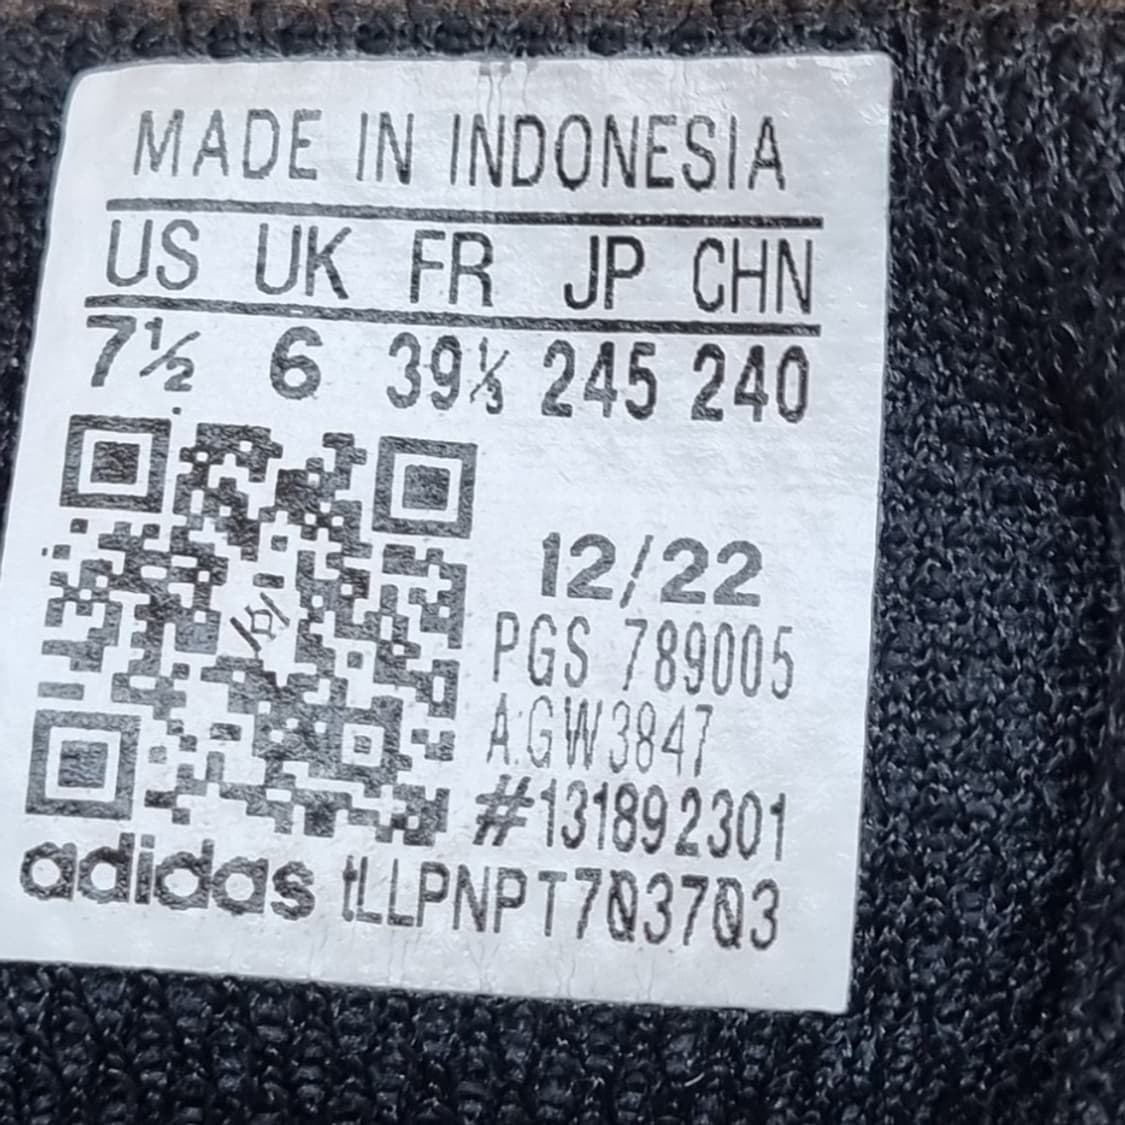 MADE IN INDONESIA
US UK FR JP CHN
7½ 6 39⅓ 245 240
12/22
PGS 789005
A:GW3847
#131892301
adidas tLLPNPT703703